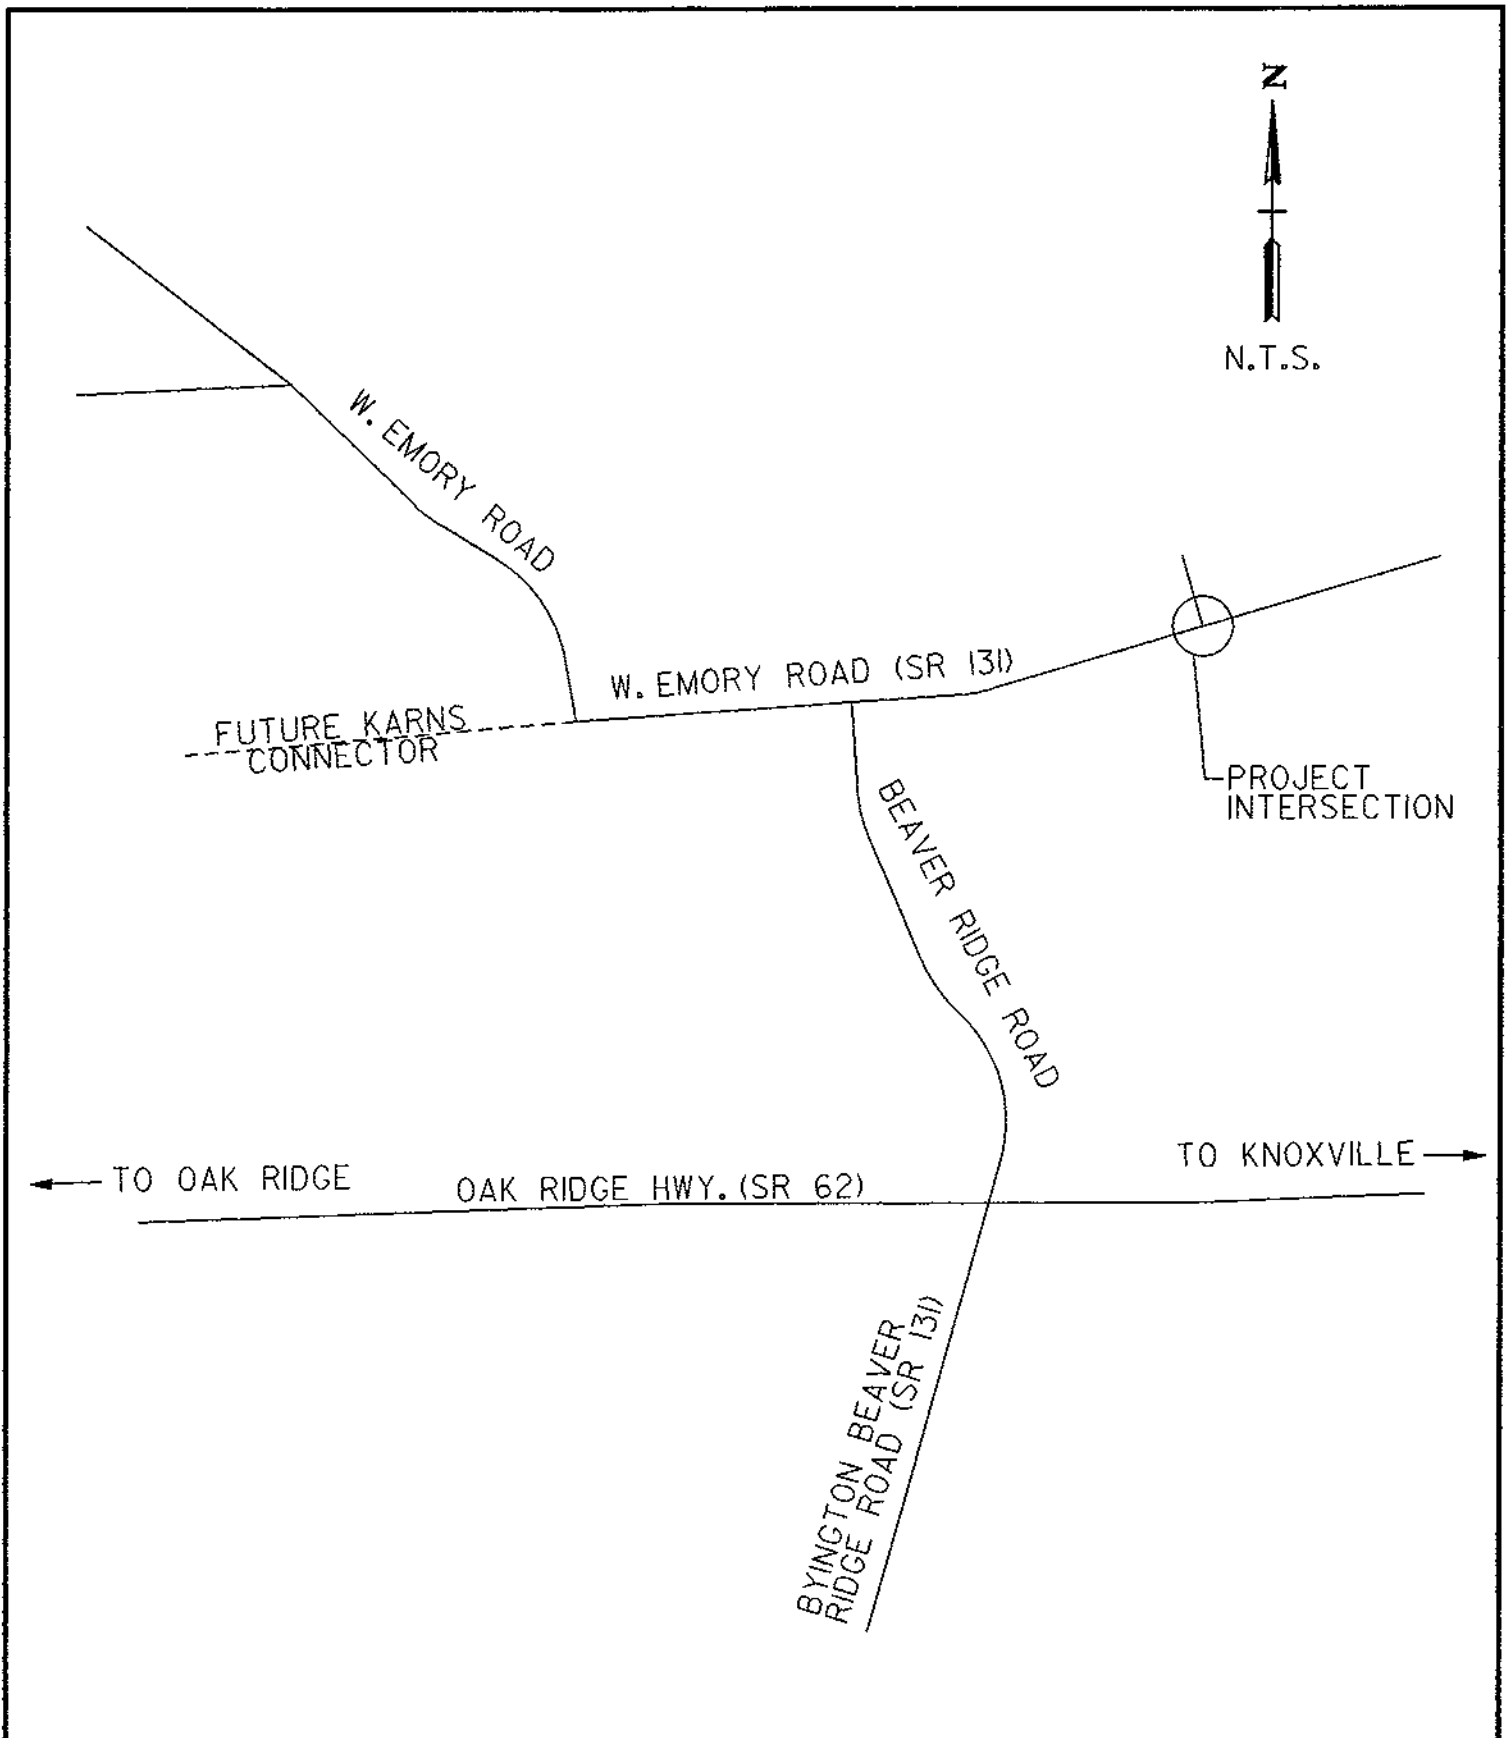 N
N.T.S.
W. EMORY ROAD
W. EMORY ROAD (SR 131)
FUTURE KARNS
CONNECTOR
PROJECT
INTERSECTION
BEAVER RIDGE ROAD
TO KNOXVILLE
TO OAK RIDGE
OAK RIDGE HWY. (SR 62)
BYINGTON BEAVER
RIDGE ROAD (SR 131)